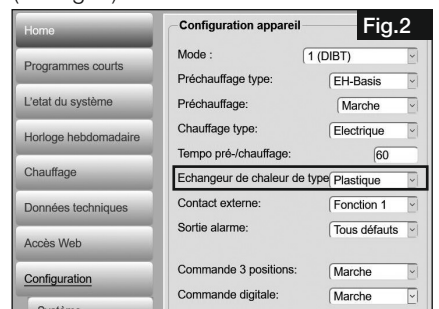 Fig.2
Home
Programmes courts
L'etat du système
Horloge hebdomadaire
Chauffage
Données techniques
Accès Web
Configuration
Configuration appareil
Mode : 1 (DIBT)
Préchauffage type: EH-Basis
Préchauffage: Marche
Chauffage type: Electrique
Tempo pré-/chauffage: 60
Echangeur de chaleur de type Plastique
Contact externe: Fonction 1
Sortie alarme: Tous défauts
Commande 3 positions: Marche
Commande digitale: Marche